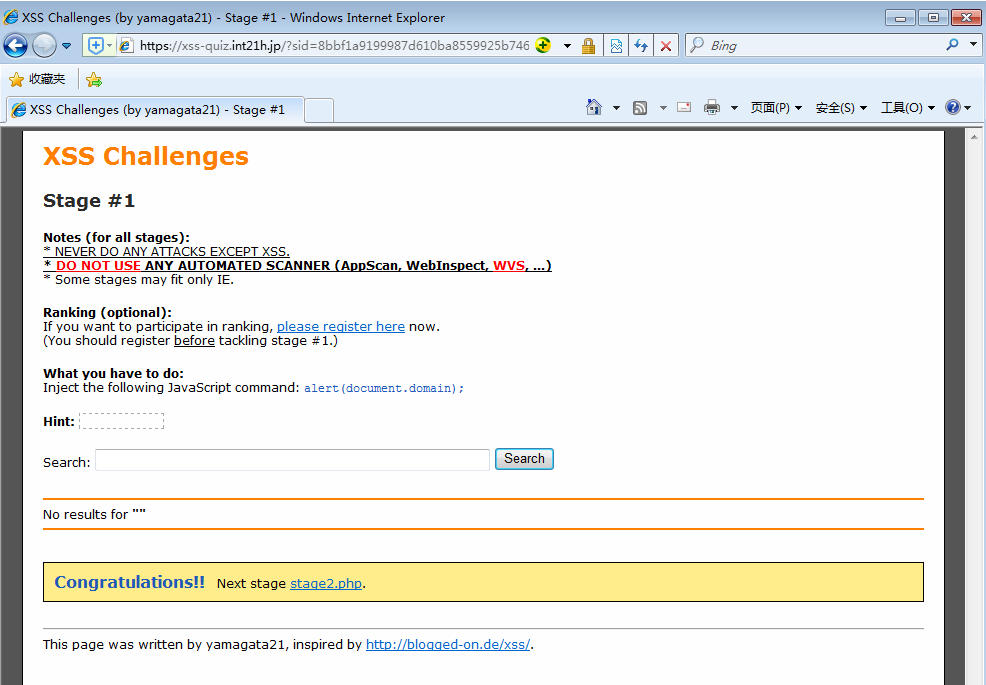 XSS Challenges (by yamagata21) - Stage #1 - Windows Internet Explorer
https://xss-quiz.int21h.jp/?sid=8bbf1a9199987d610ba8559925b746
Bing
收藏夹
XSS Challenges (by yamagata21) - Stage #1
页面(P)
安全(S)
工具(O)
XSS Challenges
Stage #1
Notes (for all stages):
* NEVER DO ANY ATTACKS EXCEPT XSS.
* DO NOT USE ANY AUTOMATED SCANNER (AppScan, WebInspect, WVS, ...)
* Some stages may fit only IE.
Ranking (optional):
If you want to participate in ranking, please register here now.
(You should register before tackling stage #1.)
What you have to do:
Inject the following JavaScript command: alert(document.domain);
Hint:
Search: Search
No results for ""
Congratulations!! Next stage stage2.php.
This page was written by yamagata21, inspired by http://blogged-on.de/xss/.